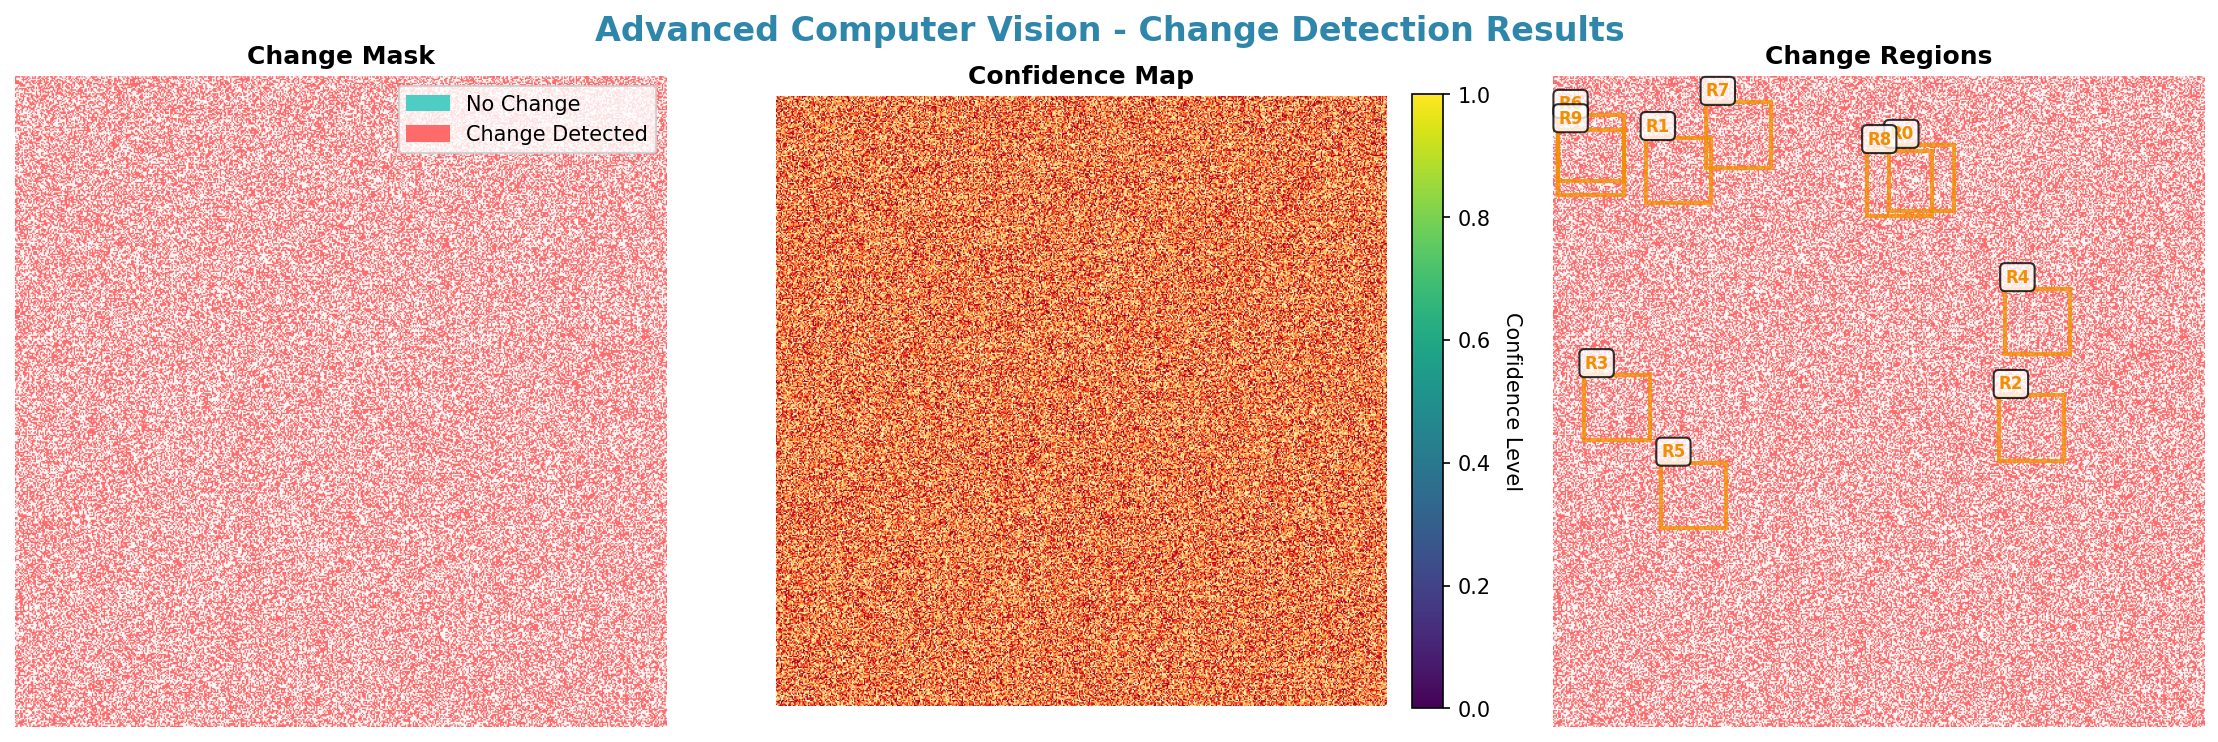 Advanced Computer Vision - Change Detection Results
Change Mask
No Change
Change Detected
Confidence Map
1.0
0.8
0.6
0.4
0.2
0.0
Confidence Level
Change Regions
R7
R6
R9
R1
R8
R0
R4
R3
R2
R5